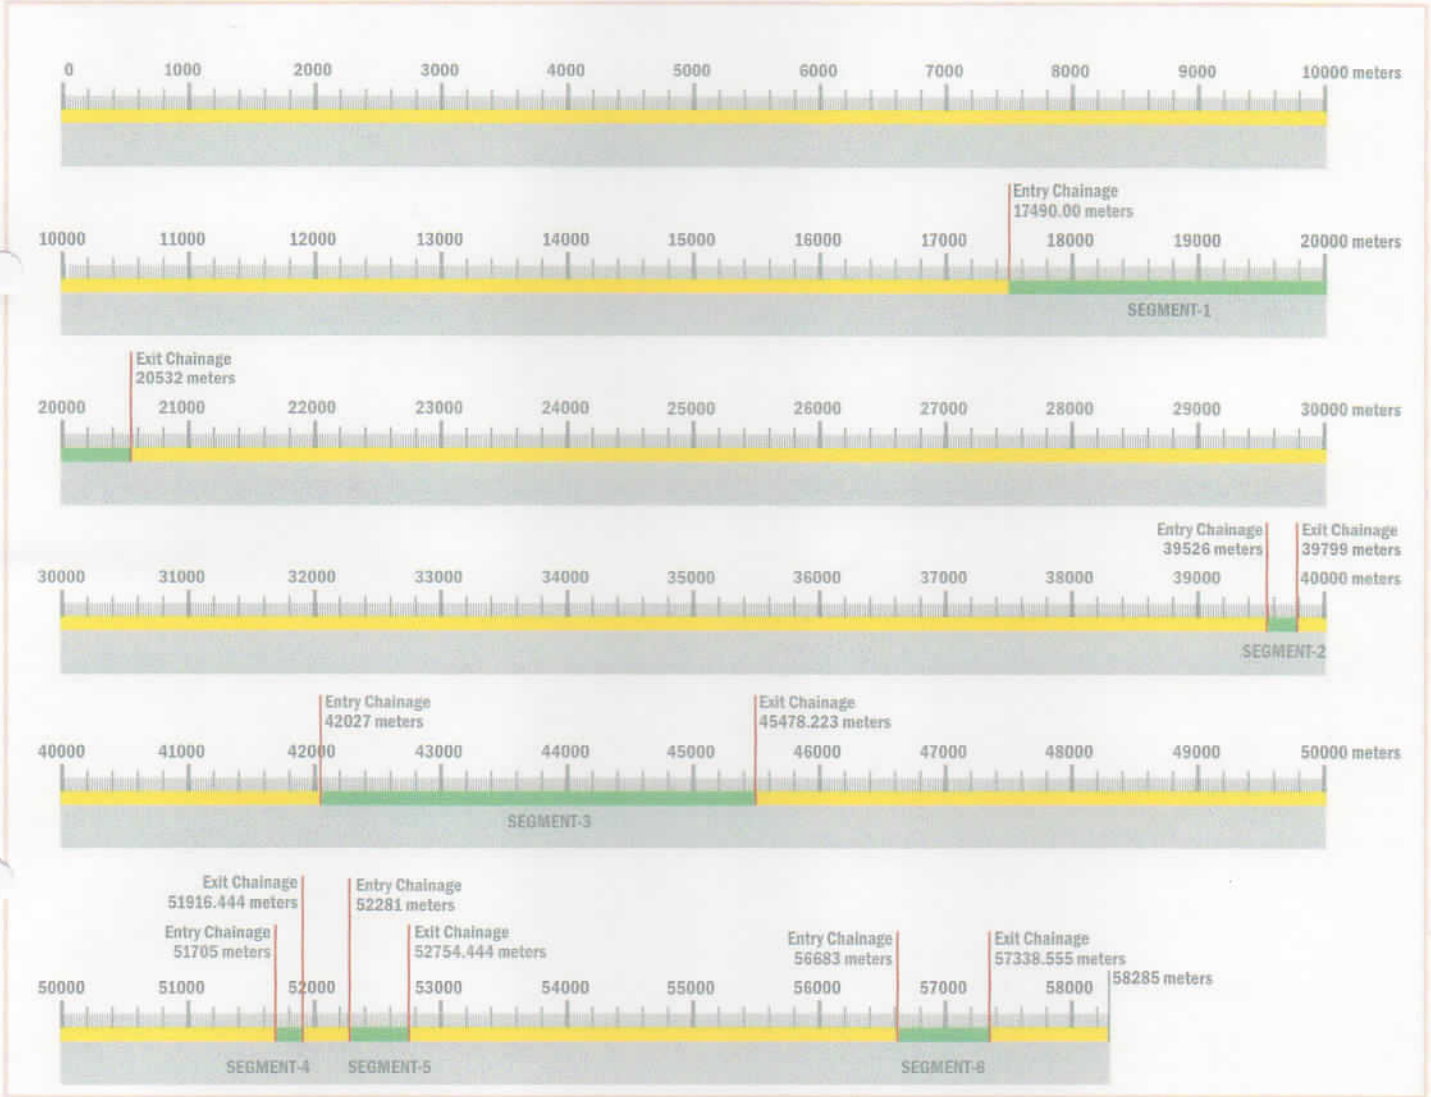 0 1000 2000 3000 4000 5000 6000 7000 8000 9000 10000 meters
Entry Chainage
17490.00 meters
10000 11000 12000 13000 14000 15000 16000 17000 18000 19000 20000 meters
SEGMENT-1
Exit Chainage
20532 meters
20000 21000 22000 23000 24000 25000 26000 27000 28000 29000 30000 meters
Entry Chainage Exit Chainage
39526 meters 39799 meters
30000 31000 32000 33000 34000 35000 36000 37000 38000 39000 40000 meters
SEGMENT-2
Entry Chainage Exit Chainage
42027 meters 45478.223 meters
40000 41000 42000 43000 44000 45000 46000 47000 48000 49000 50000 meters
SEGMENT-3
Exit Chainage Entry Chainage
51916.444 meters 52281 meters
Entry Chainage Exit Chainage Entry Chainage Exit Chainage
51705 meters 52754.444 meters 56683 meters 57338.555 meters
58285 meters
50000 51000 52000 53000 54000 55000 56000 57000 58000
SEGMENT-4 SEGMENT-5 SEGMENT-6